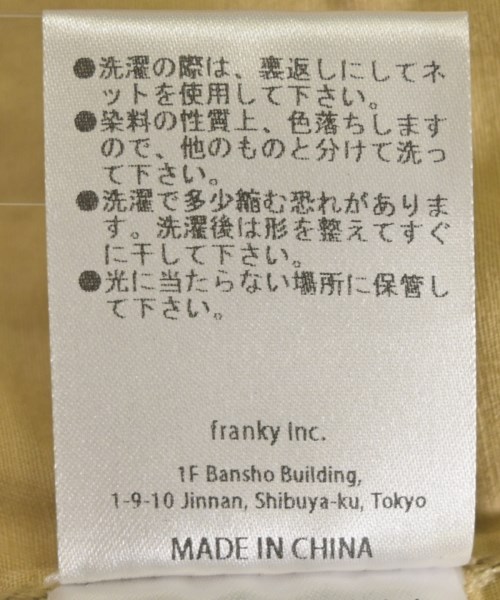 ●洗濯の際は、裏返しにしてネ
ットを使用して下さい。
●染料の性質上、色落ちします
ので、他のものと分けて洗っ
て下さい。
●洗濯で多少縮む恐れがありま
す。洗濯後は形を整えてすぐ
に干して下さい。
●光に当たらない場所に保管し
て下さい。
franky inc.
1F Bansho Building,
1-9-10 Jinnan, Shibuya-ku, Tokyo
MADE IN CHINA